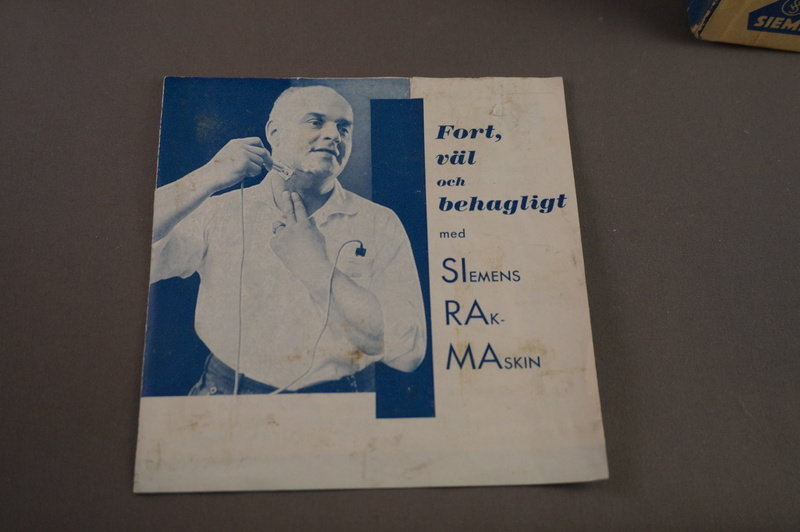 Fort,
väl
och
behagligt
med
SIEMENS
RAK-
MASKIN